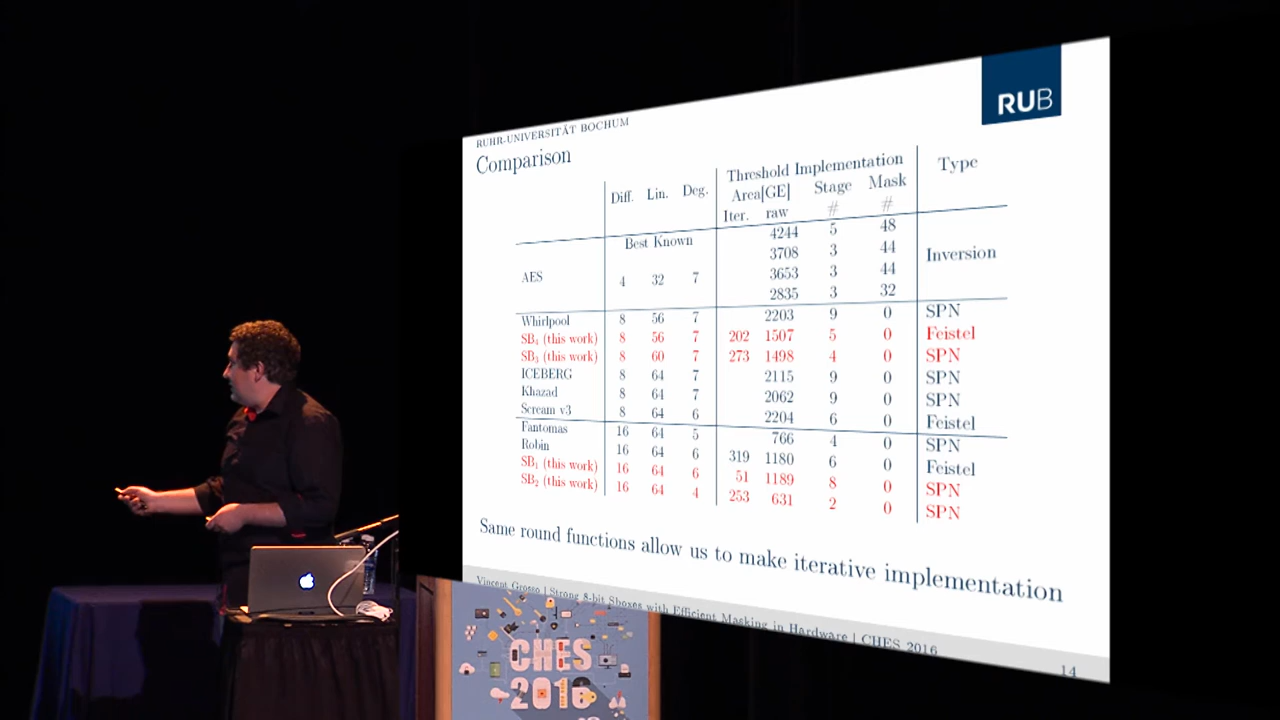 RUB
RUHR-UNIVERSITÄT BOCHUM
Comparison
Threshold Implementation
Type
Diff. Lin. Deg. Area[GE] Stage Mask
Iter. raw # #
Best Known
AES 4 32 7
4244 5 48
3708 3 44
3653 3 44
2835 3 32
Inversion
Whirlpool 8 56 7 2203 9 0 SPN
SB₄ (this work) 8 56 7 202 1507 5 0 Feistel
SB₃ (this work) 8 60 7 273 1498 4 0 SPN
ICEBERG 8 64 7 2115 9 0 SPN
Khazad 8 64 7 2062 9 0 SPN
Scream v3 8 64 6 2204 6 0 Feistel
Fantomas 16 64 5 766 4 0 SPN
Robin 16 64 6 319 1180 6 0 Feistel
SB₁ (this work) 16 64 6 51 1189 8 0 SPN
SB₂ (this work) 16 64 4 253 631 2 0 SPN
Same round functions allow us to make iterative implementation
Vincent Grosso | Strong 8-bit Sboxes with Efficient Masking in Hardware | CHES 2016
14
CHES
2016